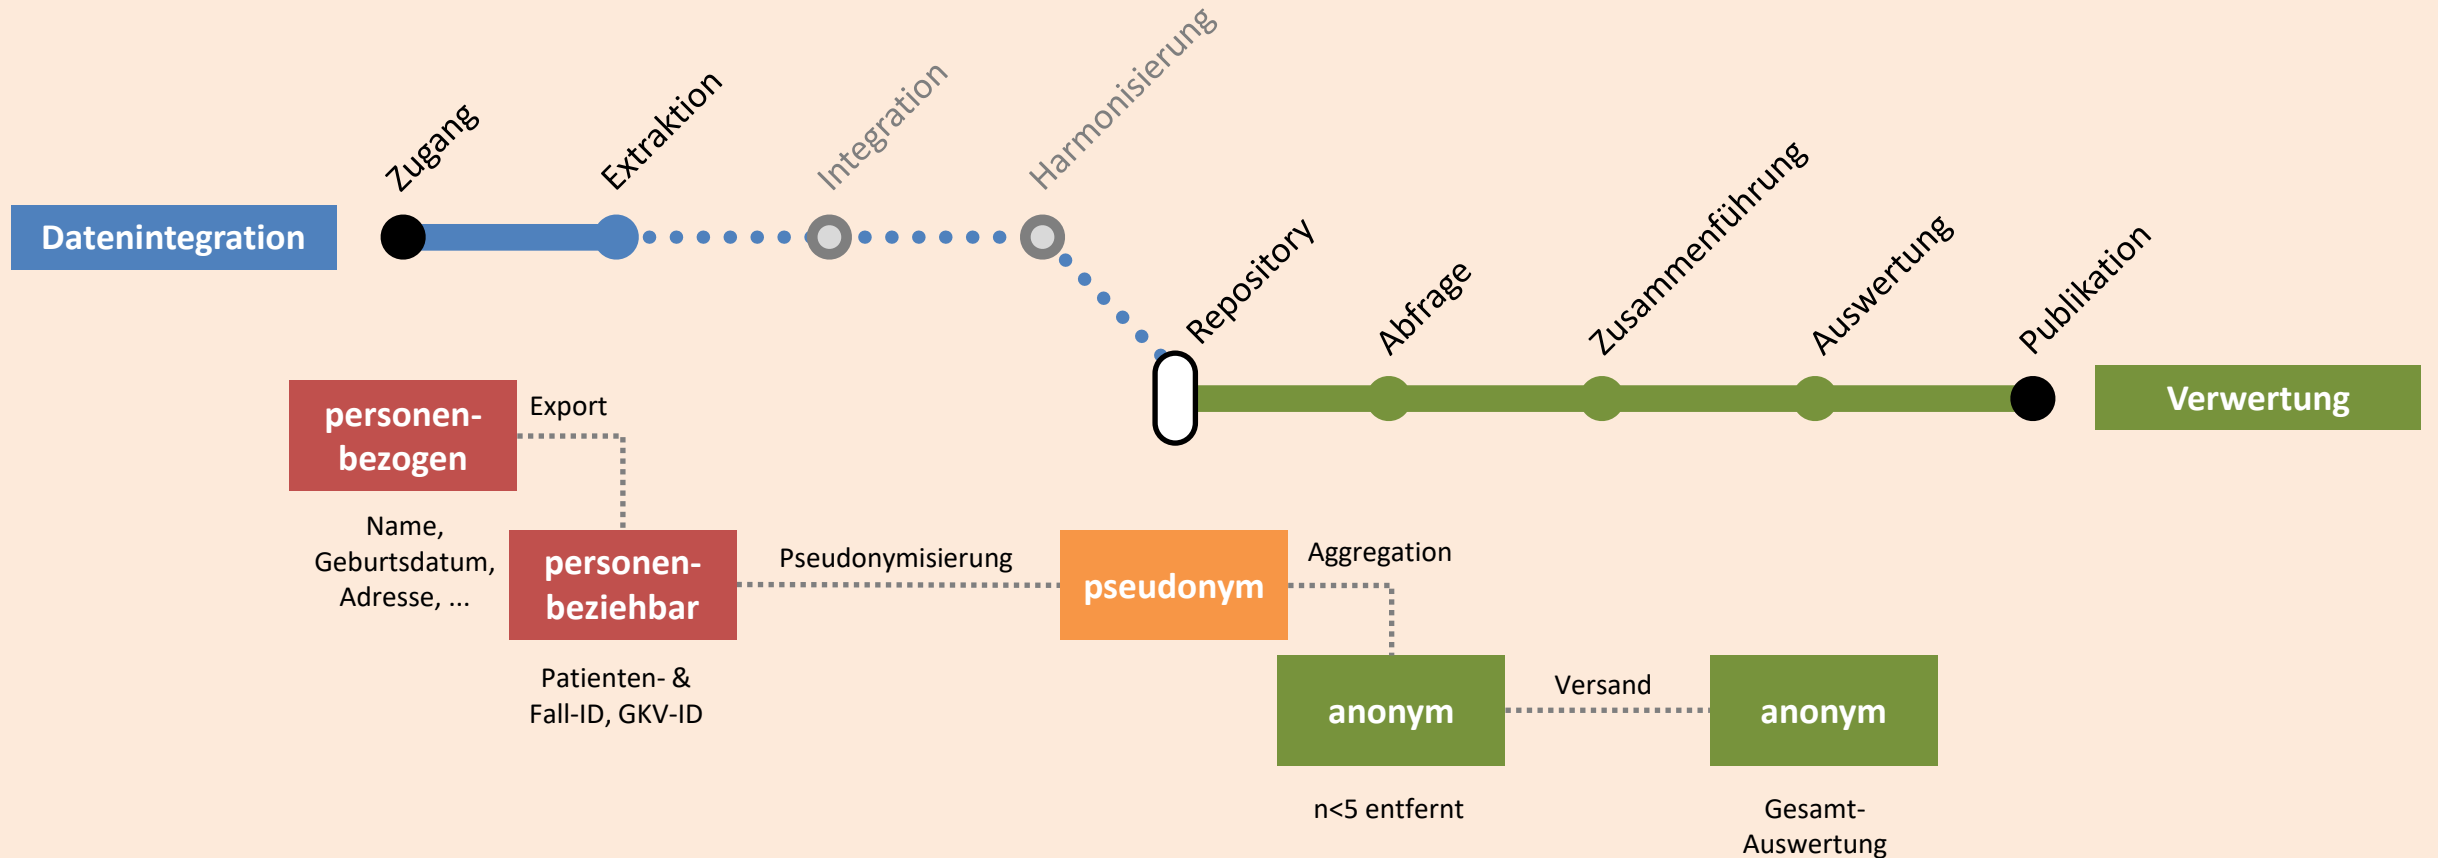 Zugang
Extraktion
Integration
Harmonisierung
Datenintegration
Repository
Abfrage
Zusammenführung
Auswertung
Publikation
Verwertung
personen-
bezogen
Export
Name,
Geburtsdatum,
Adresse, ...
personen-
beziehbar
Pseudonymisierung
pseudonym
Aggregation
Patienten- &
Fall-ID, GKV-ID
anonym
Versand
anonym
n<5 entfernt
Gesamt-
Auswertung